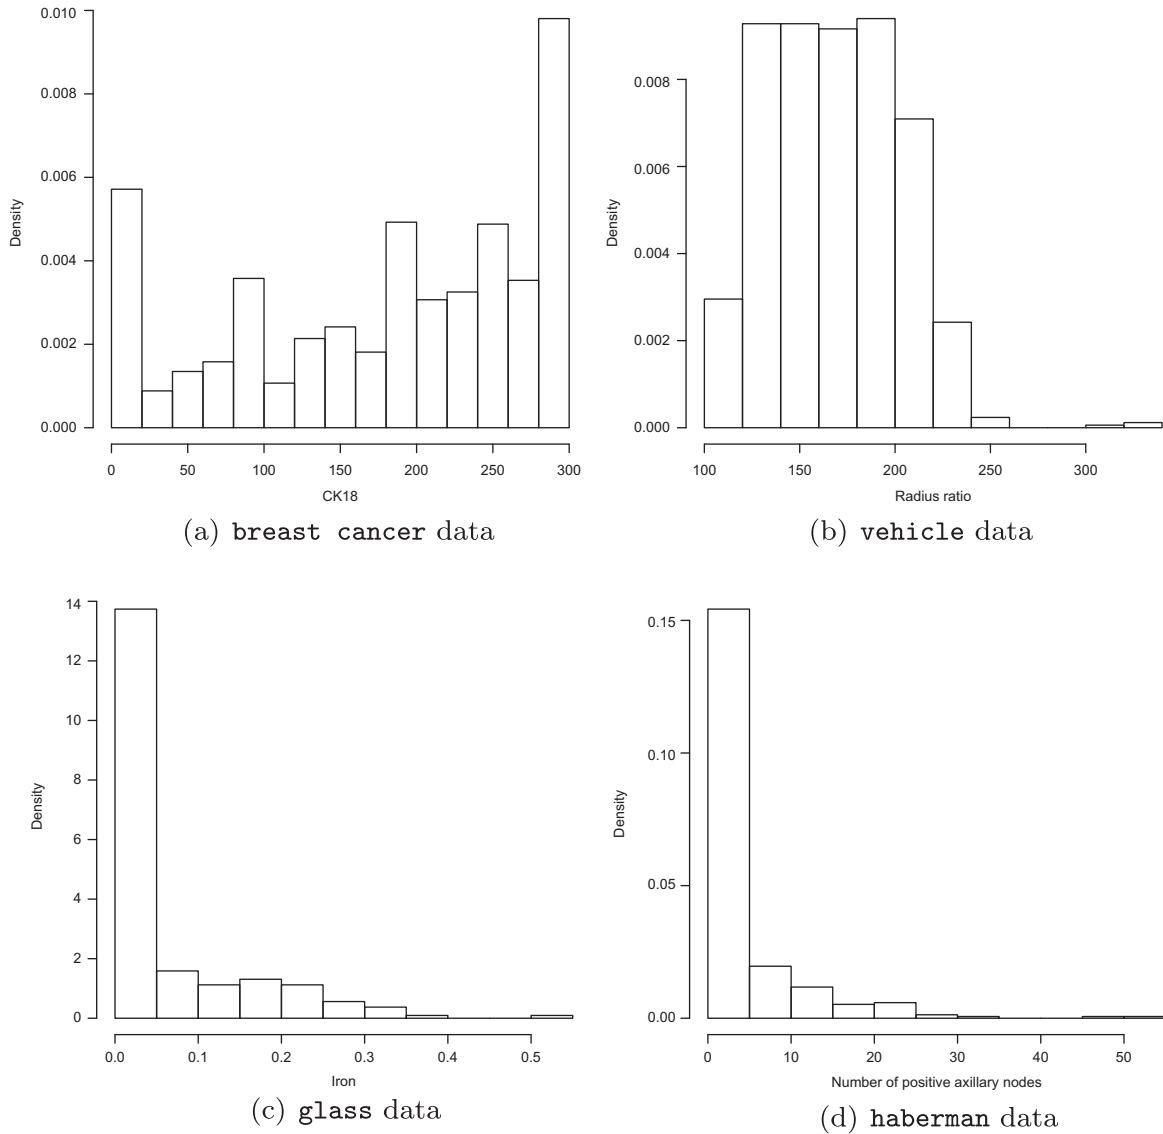 0.010
0.008
0.006
0.004
0.002
0.000
Density
0 50 100 150 200 250 300
CK18
(a) breast cancer data
0.008
0.006
0.004
0.002
0.000
Density
100 150 200 250 300
Radius ratio
(b) vehicle data
14
12
10
8
6
4
2
0
Density
0.0 0.1 0.2 0.3 0.4 0.5
Iron
(c) glass data
0.15
0.10
0.05
0.00
Density
0 10 20 30 40 50
Number of positive axillary nodes
(d) haberman data